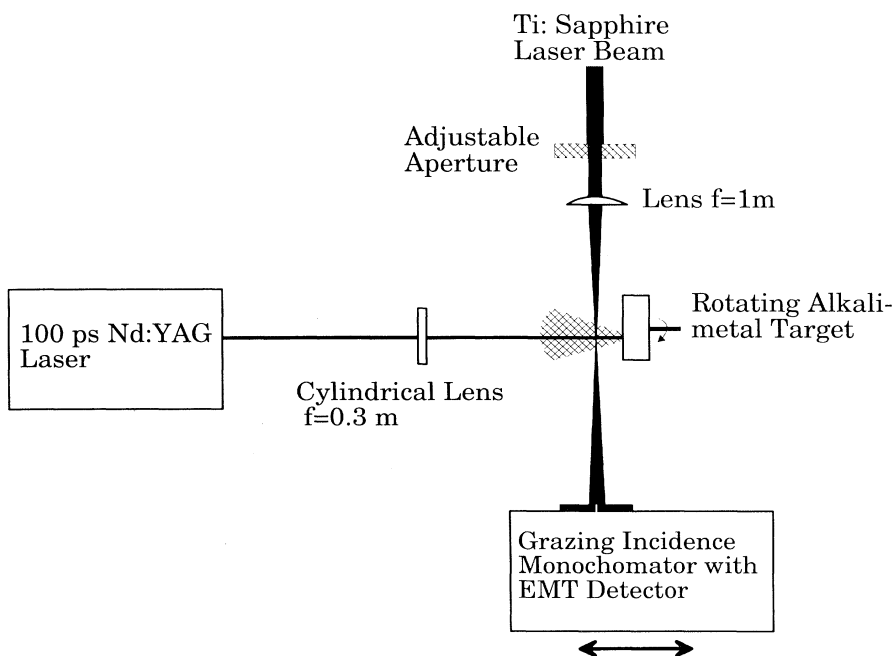 Ti: Sapphire
Laser Beam
Adjustable
Aperture
Lens f=1m
Rotating Alkali-
metal Target
100 ps Nd:YAG
Laser
Cylindrical Lens
f=0.3 m
Grazing Incidence
Monochomator with
EMT Detector